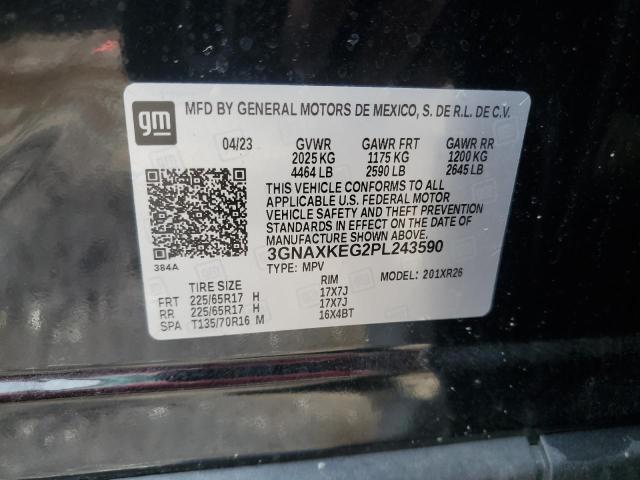 gm
MFD BY GENERAL MOTORS DE MEXICO, S. DE R.L. DE C.V.
04/23 GVWR GAWR FRT GAWR RR
2025 KG 1175 KG 1200 KG
4464 LB 2590 LB 2645 LB
THIS VEHICLE CONFORMS TO ALL
APPLICABLE U.S. FEDERAL MOTOR
VEHICLE SAFETY AND THEFT PREVENTION
STANDARDS IN EFFECT ON THE DATE OF
MANUFACTURE SHOWN ABOVE.
384A 3GNAXKEG2PL243590
TYPE: MPV
TIRE SIZE RIM MODEL: 201XR26
FRT 225/65R17 H 17X7J
RR 225/65R17 H 17X7J
SPA T135/70R16 M 16X4BT